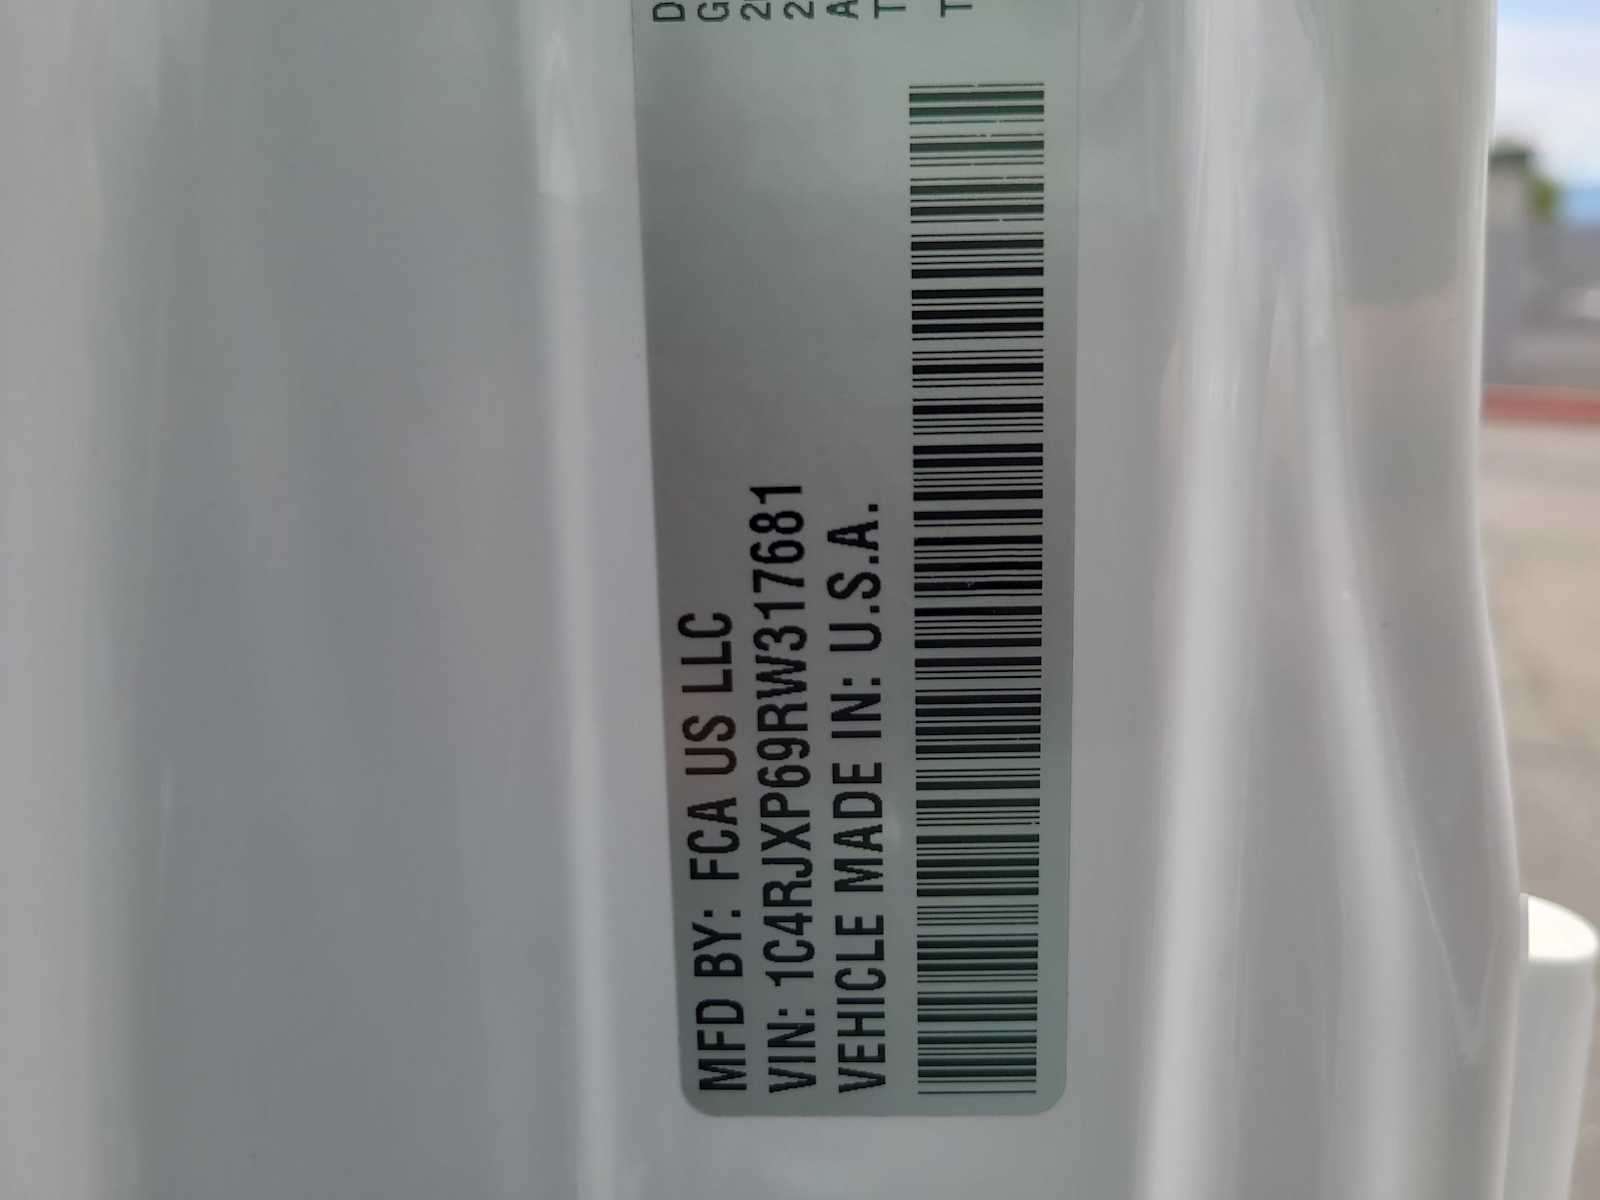 MFD BY: FCA US LLC
VIN: 1C4RJXP69RW317681
VEHICLE MADE IN: U.S.A.